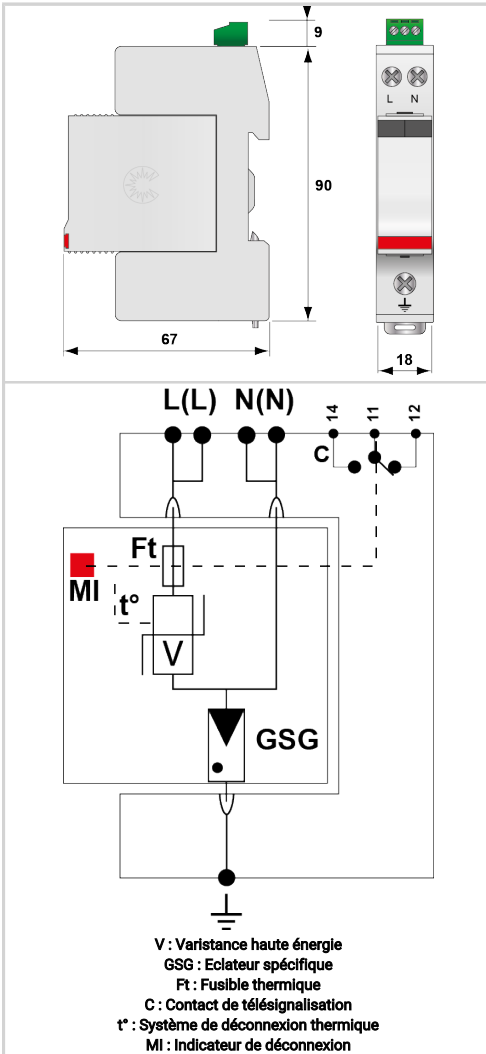 9
L N
90
67
18
L(L) N(N)
14
11
12
C
Ft
MI
t°
V
GSG
V : Varistance haute énergie
GSG : Eclateur spécifique
Ft : Fusible thermique
C : Contact de télésignalisation
t° : Système de déconnexion thermique
MI : Indicateur de déconnexion